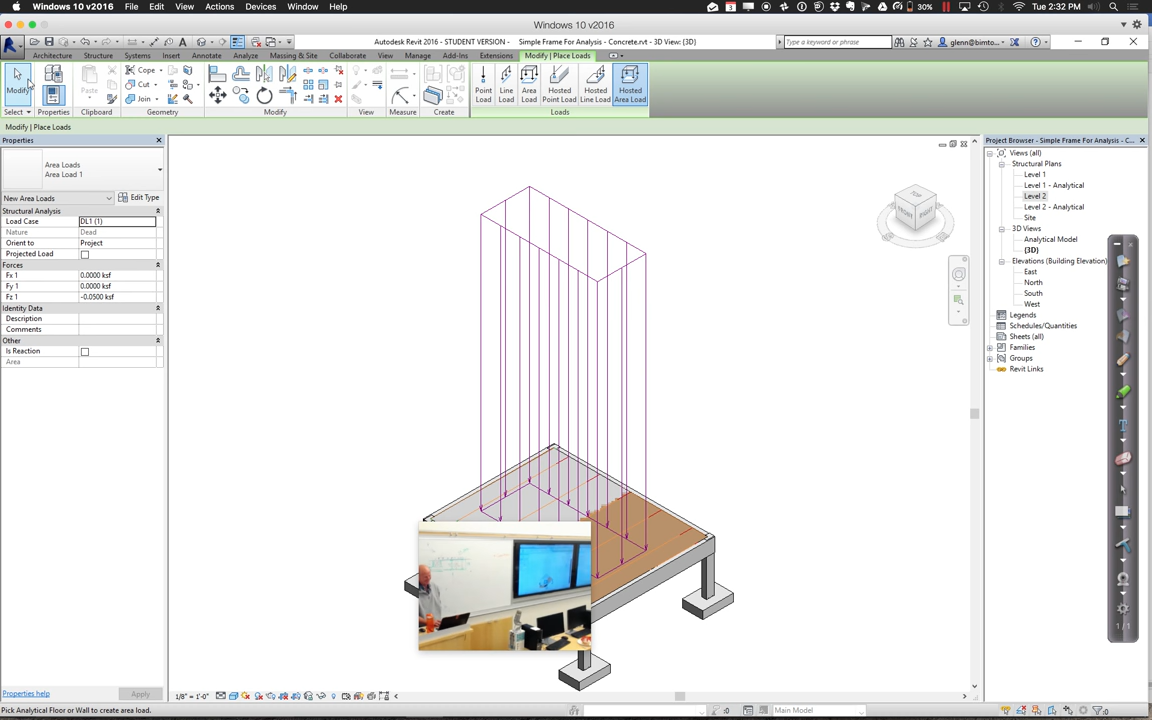 Windows 10 v2016 File Edit View Actions Devices Window Help 30% Tue 2:32 PM
Windows 10 v2016
Autodesk Revit 2016 - STUDENT VERSION - Simple Frame For Analysis - Concrete.rvt - 3D View: {3D}
Type a keyword or phrase
glenn@bimto...
Architecture Structure Systems Insert Annotate Analyze Massing & Site Collaborate View Manage Add-Ins Extensions Modify | Place Loads
Modify
Paste
Cope
Cut
Join
Point Load
Line Load
Area Load
Hosted Point Load
Hosted Line Load
Hosted Area Load
Select Properties Clipboard Geometry Modify View Measure Create Loads
Modify | Place Loads
Properties
Area Loads
Area Load 1
New Area Loads Edit Type
Structural Analysis
Load Case DL1 (1)
Nature Dead
Orient to Project
Projected Load
Forces
Fx 1 0.0000 ksf
Fy 1 0.0000 ksf
Fz 1 -0.0500 ksf
Identity Data
Description
Comments
Other
Is Reaction
Area
Properties help Apply
TOP
FRONT
RIGHT
Project Browser - Simple Frame For Analysis - C...
Views (all)
Structural Plans
Level 1
Level 1 - Analytical
Level 2
Level 2 - Analytical
Site
3D Views
Analytical Model
{3D}
Elevations (Building Elevation)
East
North
South
West
Legends
Schedules/Quantities
Sheets (all)
Families
Groups
Revit Links
1 / 1
1/8" = 1'-0"
Pick Analytical Floor or Wall to create area load.
:0
Main Model
:0